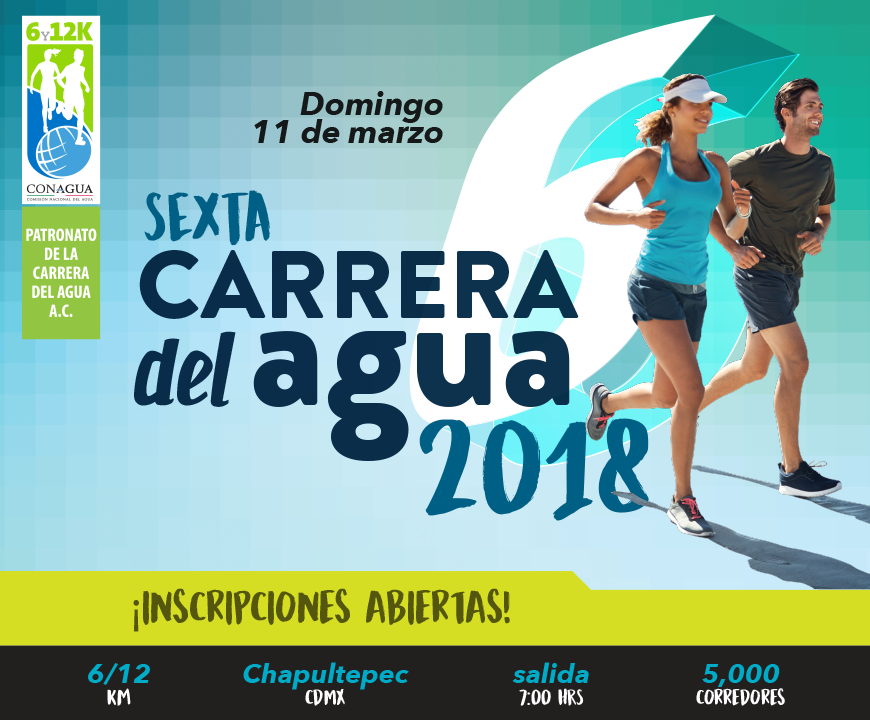 6Y12K
CONAGUA
COMISIÓN NACIONAL DEL AGUA
PATRONATO
DE LA
CARRERA
DEL AGUA
A.C.
Domingo
11 de marzo
SEXTA
CARRERA
del agua
2018
¡INSCRIPCIONES ABIERTAS!
6/12
KM
Chapultepec
CDMX
salida
7:00 HRS
5,000
CORREDORES